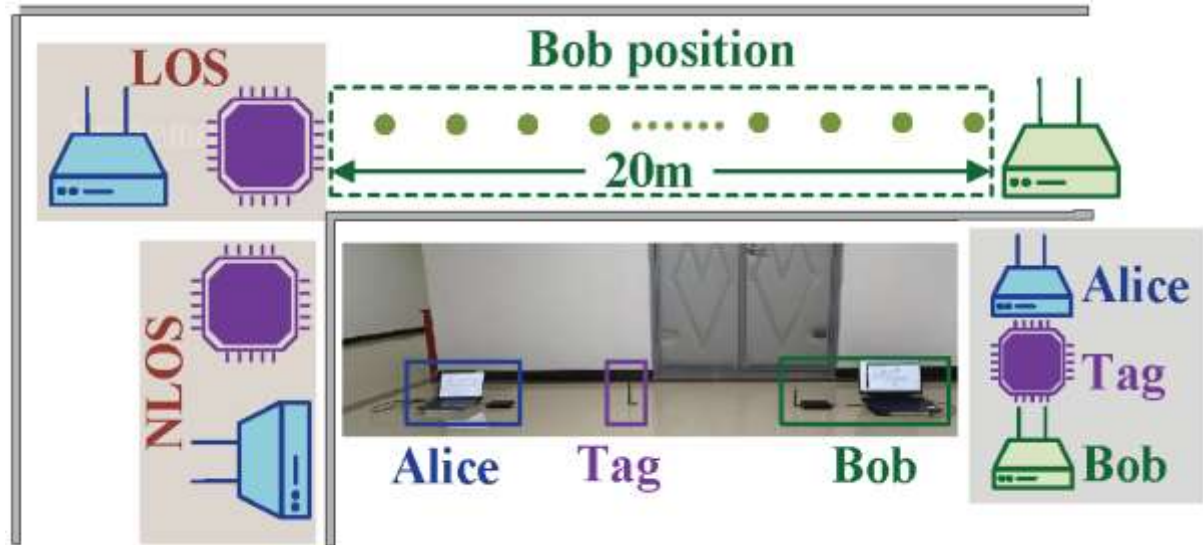 LOS
Bob position
20m
NLOS
Alice
Tag
Bob
Alice
Tag
Bob